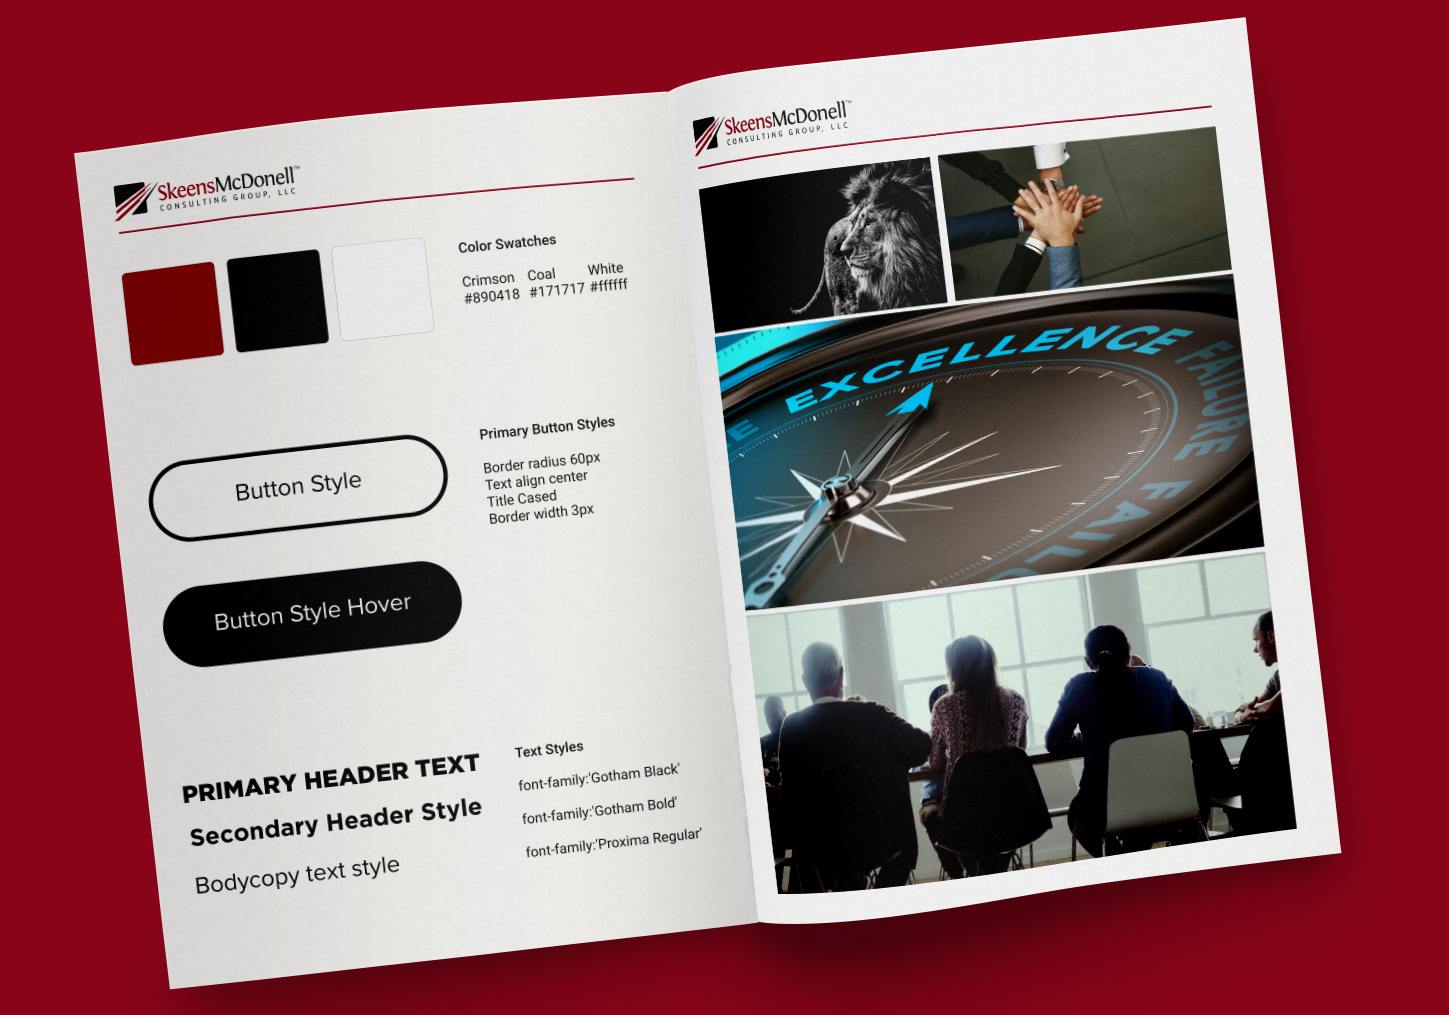 SkeensMcDonell™
CONSULTING GROUP, LLC
Color Swatches
Crimson Coal White
#890418 #171717 #ffffff
Button Style
Primary Button Styles
Border radius 60px
Text align center
Title Cased
Border width 3px
Button Style Hover
PRIMARY HEADER TEXT
Secondary Header Style
Bodycopy text style
Text Styles
font-family:'Gotham Black'
font-family:'Gotham Bold'
font-family:'Proxima Regular'
SkeensMcDonell™
CONSULTING GROUP, LLC
EXCELLENCE
FAILURE